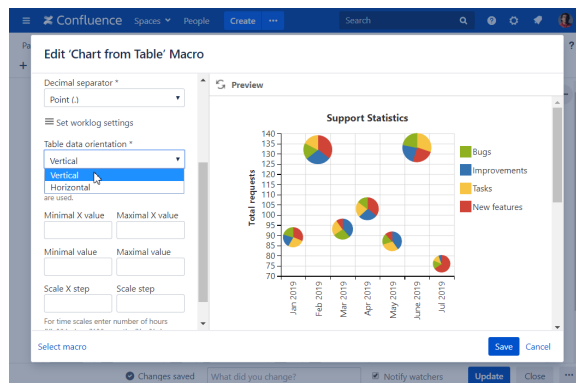 Confluence Spaces People Create ••• Search
Pa
Edit 'Chart from Table' Macro
Decimal separator *
Point (.)
Set worklog settings
Table data orientation *
Vertical
Vertical
Horizontal
are used.
Minimal X value Maximal X value
Minimal value Maximal value
Scale X step Scale step
For time scales enter number of hours
Preview
Support Statistics
Total requests
140
135
130
125
120
115
110
105
100
95
90
85
80
75
70
Jan 2019
Feb 2019
Mar 2019
Apr 2019
May 2019
June 2019
Jul 2019
Bugs
Improvements
Tasks
New features
Select macro
Save Cancel
Changes saved What did you change? Notify watchers Update Close •••